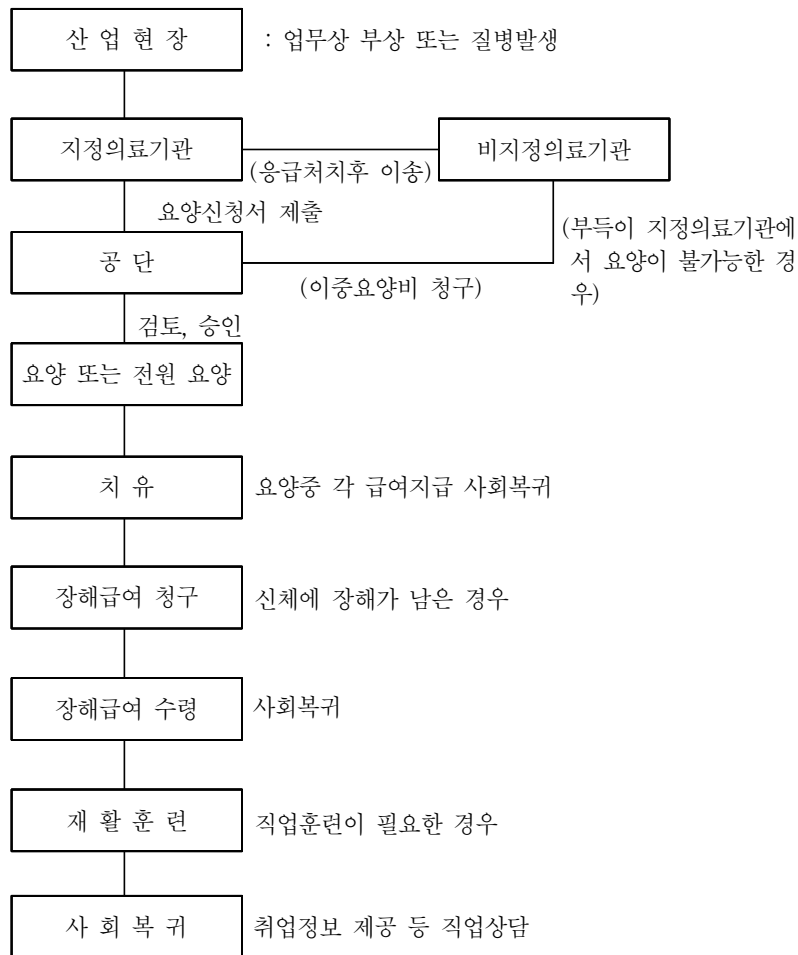 산 업 현 장 : 업무상 부상 또는 질병발생
지정의료기관
비지정의료기관
(응급처치후 이송)
요양신청서 제출
(부득이 지정의료기관에
서 요양이 불가능한 경
우)
공 단
(이중요양비 청구)
검토, 승인
요양 또는 전원 요양
치 유 요양중 각 급여지급 사회복귀
장해급여 청구 신체에 장해가 남은 경우
장해급여 수령 사회복귀
재 활 훈 련 직업훈련이 필요한 경우
사 회 복 귀 취업정보 제공 등 직업상담